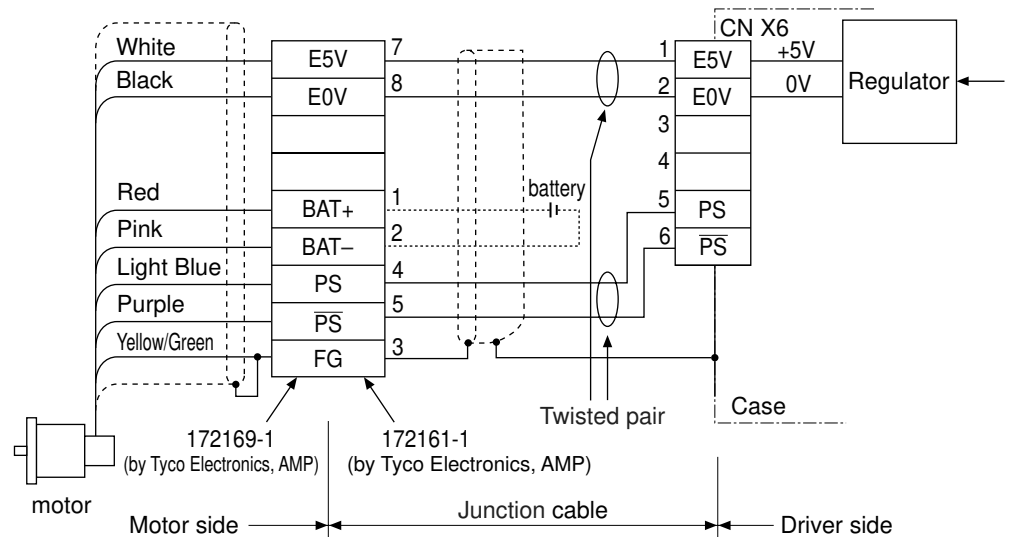 CN X6
White
7
1
+5V
E5V
E5V
Black
8
2
0V
Regulator
E0V
E0V
3
4
Red
1
battery
5
BAT+
PS
Pink
2
6
BAT–
P̅S̅
Light Blue
4
PS
Purple
5
P̅S̅
Yellow/Green
3
FG
Twisted pair
Case
172169-1
(by Tyco Electronics, AMP)
172161-1
(by Tyco Electronics, AMP)
motor
Motor side
Junction cable
Driver side